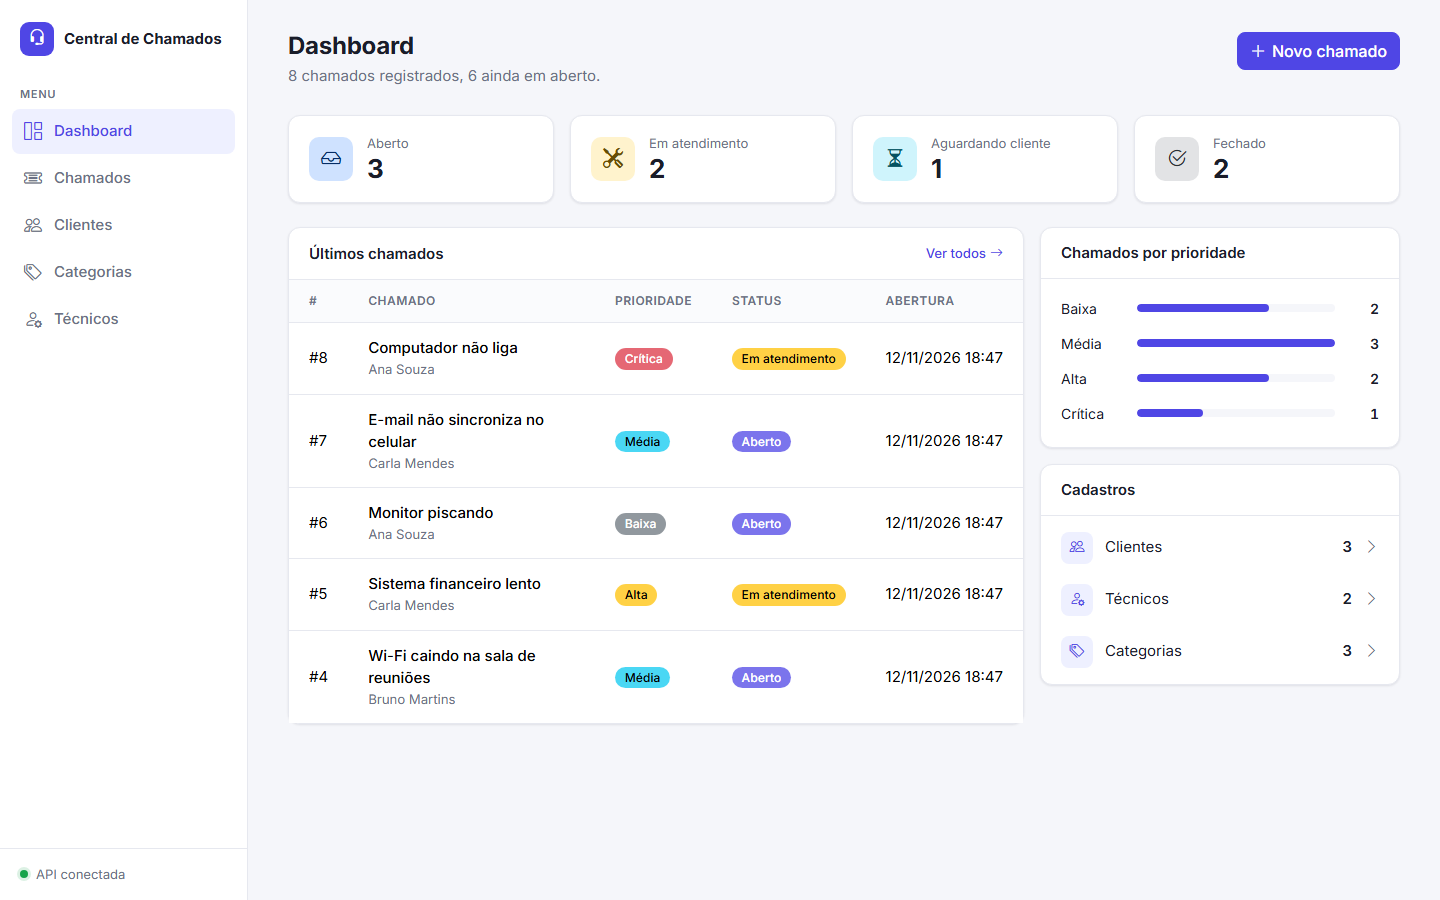 Central de Chamados
MENU
Dashboard
Chamados
Clientes
Categorias
Técnicos
API conectada
Dashboard
8 chamados registrados, 6 ainda em aberto.
Novo chamado
Aberto
3
Em atendimento
2
Aguardando cliente
1
Fechado
2
Últimos chamados
Ver todos →
# CHAMADO PRIORIDADE STATUS ABERTURA
#8 Computador não liga Crítica Em atendimento 12/11/2026 18:47
Ana Souza
E-mail não sincroniza no
#7 celular Média Aberto 12/11/2026 18:47
Carla Mendes
#6 Monitor piscando Baixa Aberto 12/11/2026 18:47
Ana Souza
#5 Sistema financeiro lento Alta Em atendimento 12/11/2026 18:47
Carla Mendes
Wi-Fi caindo na sala de
#4 reuniões Média Aberto 12/11/2026 18:47
Bruno Martins
Chamados por prioridade
Baixa 2
Média 3
Alta 2
Crítica 1
Cadastros
Clientes 3
Técnicos 2
Categorias 3